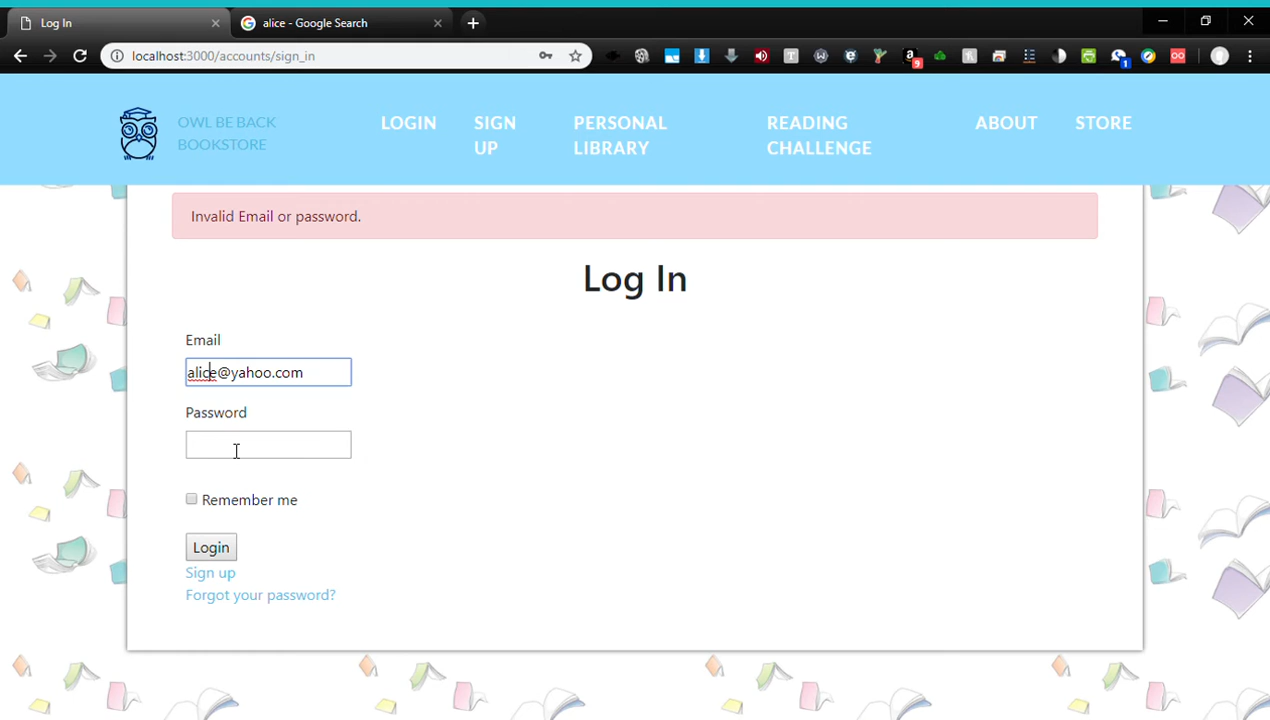 Log In
alice - Google Search
localhost:3000/accounts/sign_in
9
1
OWL BE BACK
BOOKSTORE
LOGIN
SIGN
UP
PERSONAL
LIBRARY
READING
CHALLENGE
ABOUT
STORE
Invalid Email or password.
Log In
Email
alice@yahoo.com
Password
Remember me
Login
Sign up
Forgot your password?